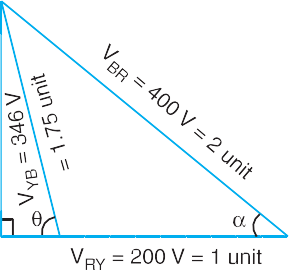 V_BR = 400 V = 2 unit
V_YB = 346 V
= 1.75 unit
θ
α
V_RY = 200 V = 1 unit